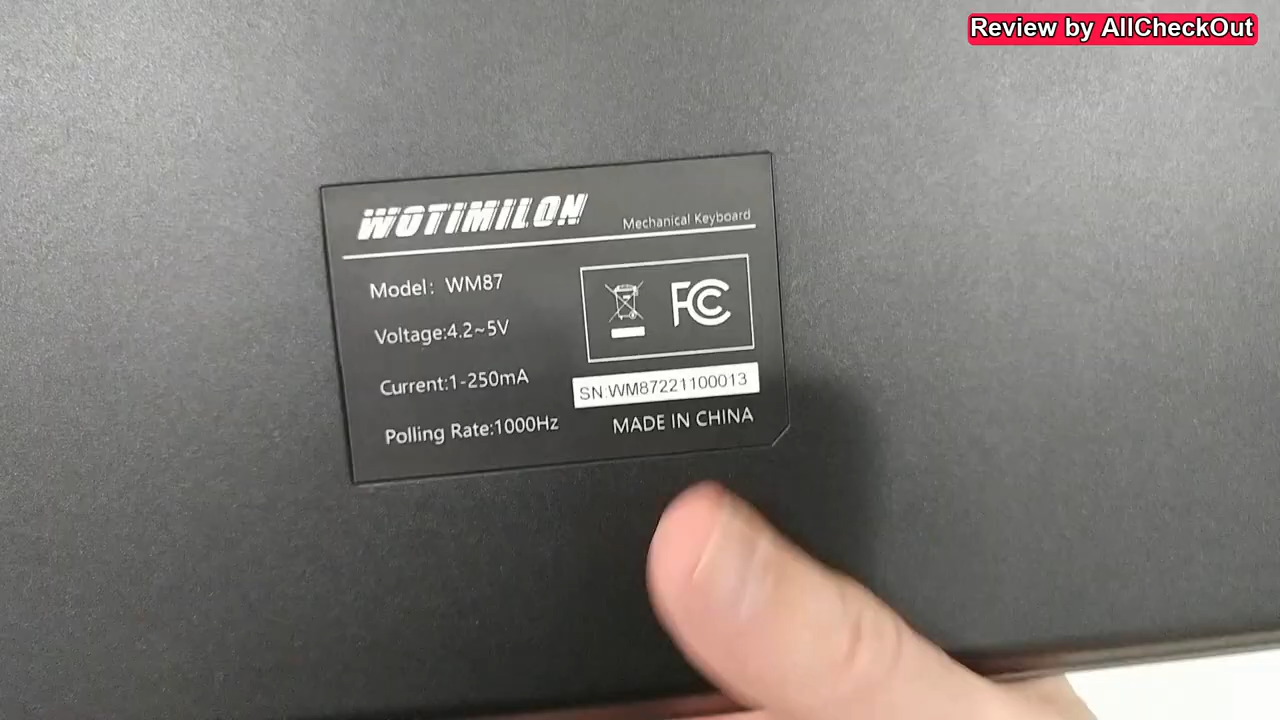 Review by AllCheckOut
WOTIMILON
Mechanical Keyboard
Model: WM87
Voltage:4.2~5V
Current:1-250mA
Polling Rate:1000Hz
FC
SN:WM87221100013
MADE IN CHINA